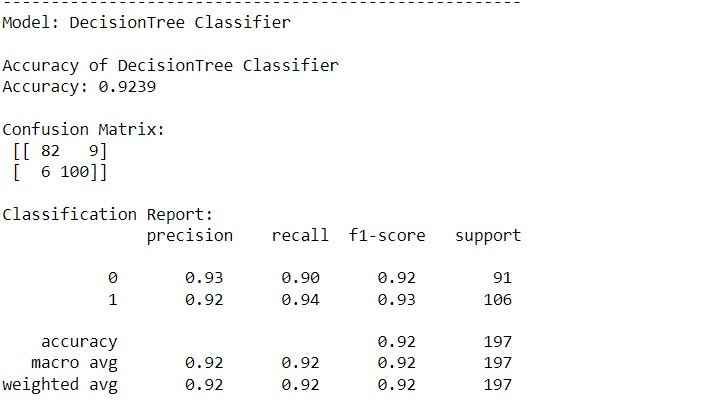 ------------------------------------------------------
Model: DecisionTree Classifier
Accuracy of DecisionTree Classifier
Accuracy: 0.9239
Confusion Matrix:
[[ 82   9]
[  6 100]]
Classification Report:
precision    recall  f1-score   support
0       0.93      0.90      0.92        91
1       0.92      0.94      0.93       106
accuracy                           0.92       197
macro avg       0.92      0.92      0.92       197
weighted avg       0.92      0.92      0.92       197